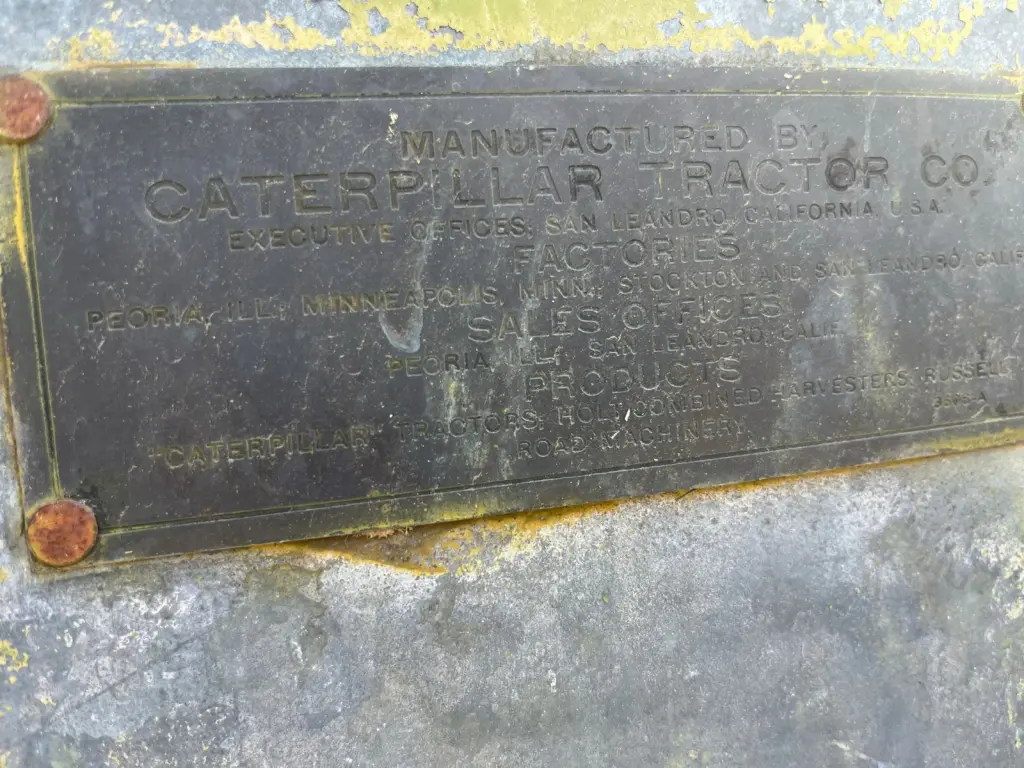 MANUFACTURED BY
CATERPILLAR TRACTOR CO.
EXECUTIVE OFFICES, SAN LEANDRO, CALIFORNIA, U.S.A.
FACTORIES
PEORIA, ILL., MINNEAPOLIS, MINN., STOCKTON AND SAN LEANDRO, CALIF
SALES OFFICES
PEORIA, ILL., SAN LEANDRO, CALIF.
PRODUCTS
"CATERPILLAR" TRACTORS, HOLT COMBINED HARVESTERS, RUSSELL
ROAD MACHINERY